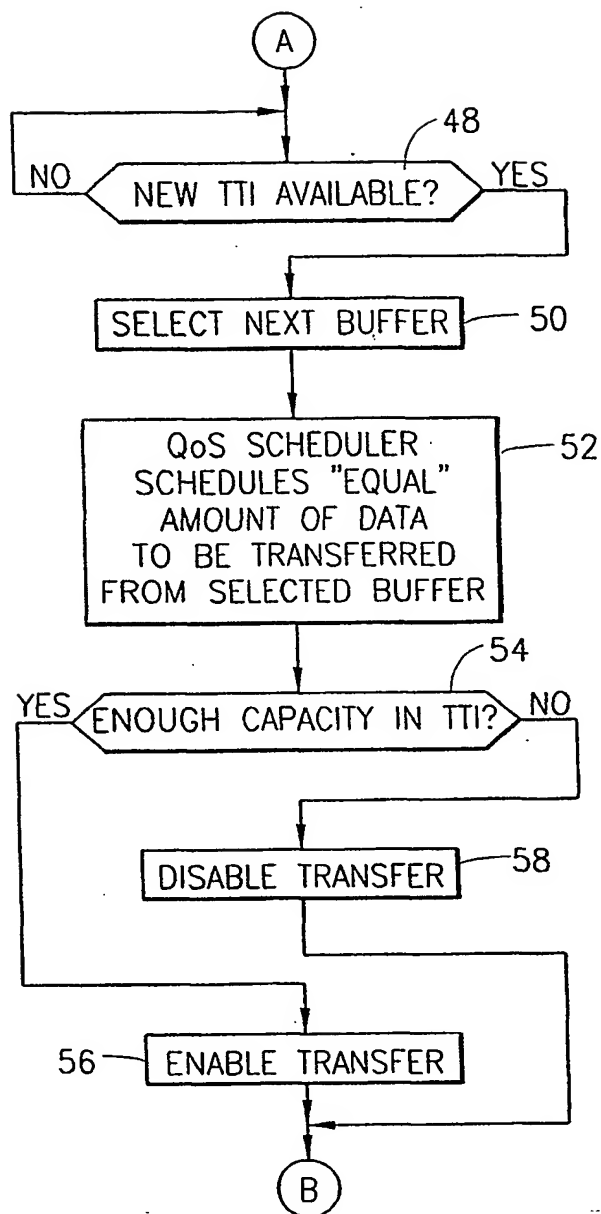 A
48
NO
NEW TTI AVAILABLE?
YES
SELECT NEXT BUFFER
50
QoS SCHEDULER
SCHEDULES "EQUAL"
AMOUNT OF DATA
TO BE TRANSFERRED
FROM SELECTED BUFFER
52
54
YES
ENOUGH CAPACITY IN TTI?
NO
DISABLE TRANSFER
58
56
ENABLE TRANSFER
B